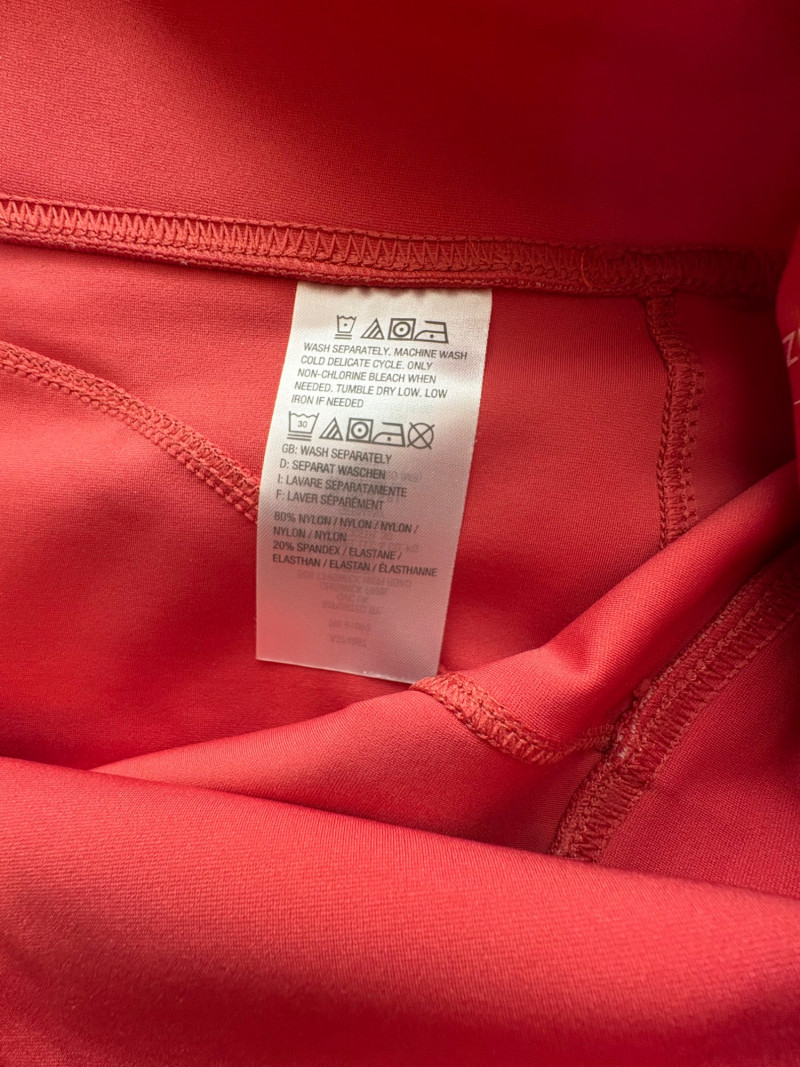 WASH SEPARATELY. MACHINE WASH
COLD DELICATE CYCLE. ONLY
NON-CHLORINE BLEACH WHEN
NEEDED. TUMBLE DRY LOW. LOW
IRON IF NEEDED
30
GB: WASH SEPARATELY
D: SEPARAT WASCHEN
I: LAVARE SEPARATAMENTE
F: LAVER SÉPARÉMENT
80% NYLON / NYLON / NYLON /
NYLON / NYLON
20% SPANDEX / ELASTANE /
ELASTHAN / ELASTAN / ÉLASTHANNE